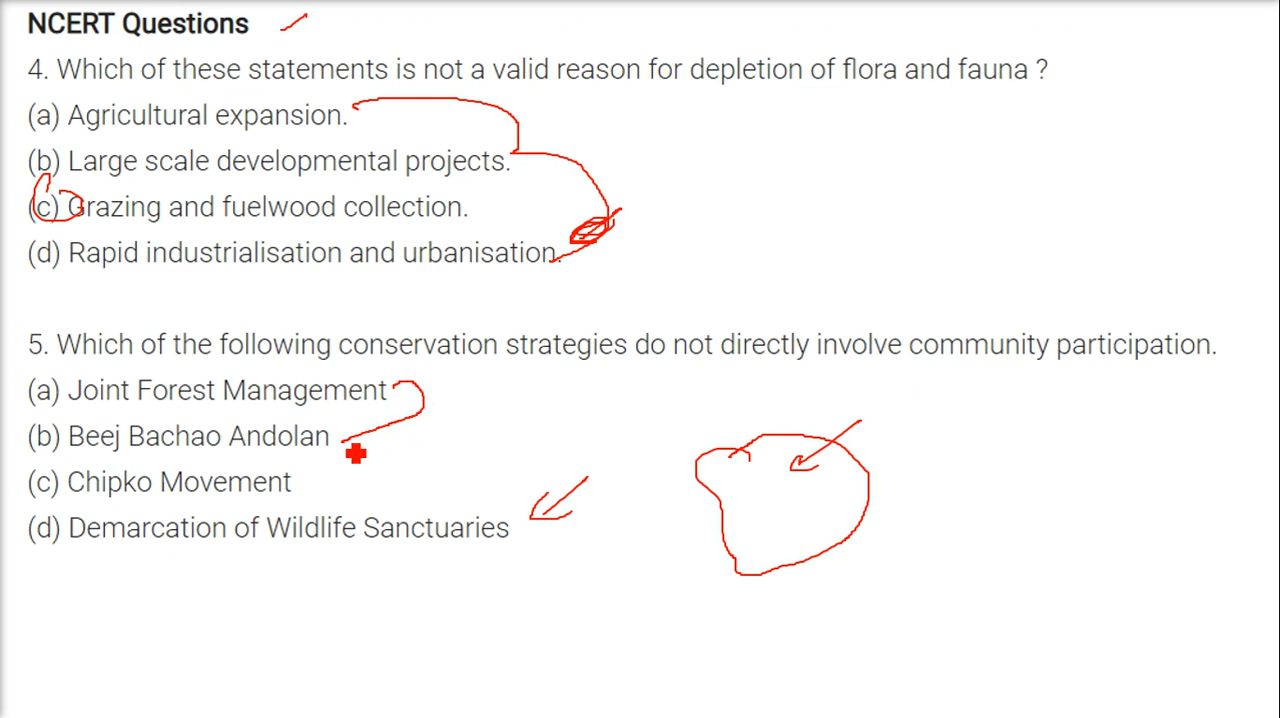 NCERT Questions
4. Which of these statements is not a valid reason for depletion of flora and fauna ?
(a) Agricultural expansion.
(b) Large scale developmental projects.
(c) Grazing and fuelwood collection.
(d) Rapid industrialisation and urbanisation.
5. Which of the following conservation strategies do not directly involve community participation.
(a) Joint Forest Management
(b) Beej Bachao Andolan
(c) Chipko Movement
(d) Demarcation of Wildlife Sanctuaries